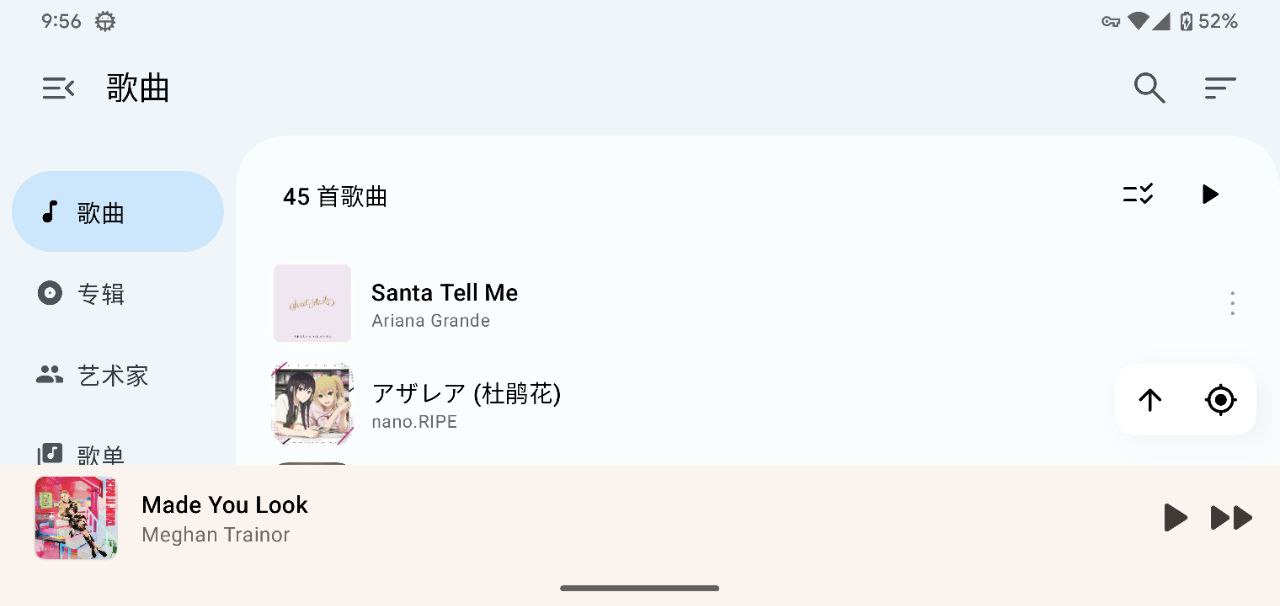 9:56
52%
歌曲
歌曲
专辑
艺术家
歌单
45 首歌曲
Santa Tell Me
Ariana Grande
アザレア (杜鹃花)
nano.RIPE
Made You Look
Meghan Trainor